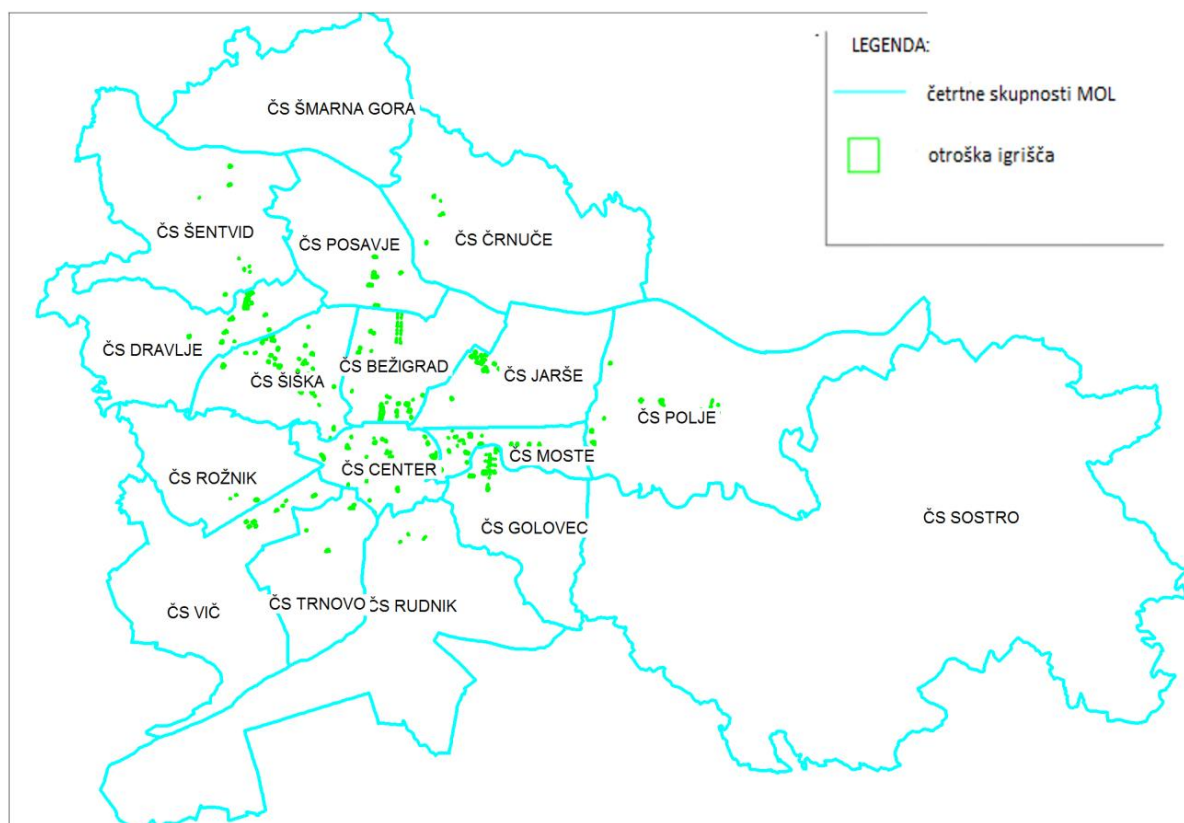 LEGENDA:
četrtne skupnosti MOL
otroška igrišča
ČS ŠMARNA GORA
ČS ŠENTVID
ČS POSAVJE
ČS ČRNUČE
ČS DRAVLJE
ČS BEŽIGRAD
ČS ŠIŠKA
ČS JARŠE
ČS POLJE
ČS MOSTE
ČS CENTER
ČS ROŽNIK
ČS SOSTRO
ČS GOLOVEC
ČS VIČ
ČS TRNOVO
ČS RUDNIK